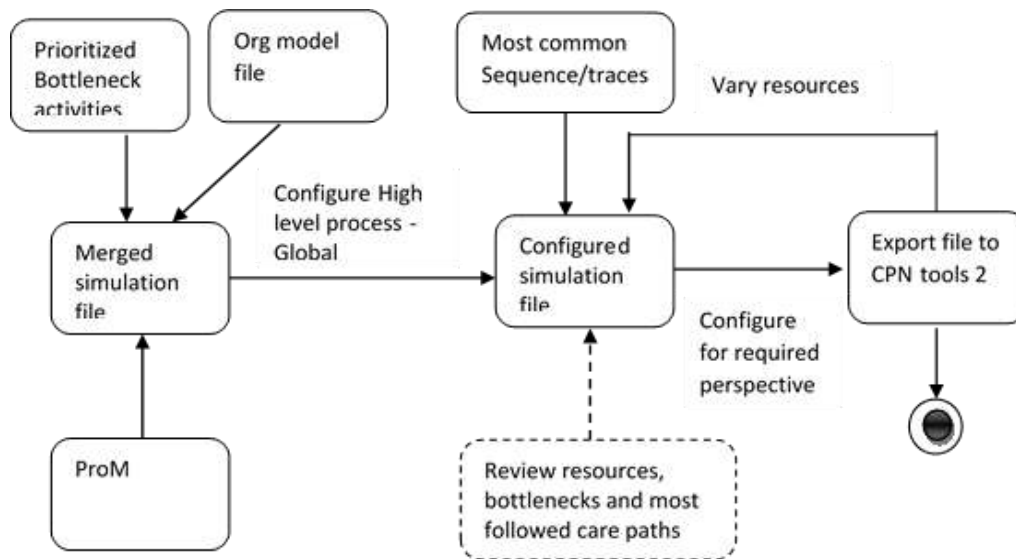 Prioritized
Bottleneck
activities
Org model
file
Most common
Sequence/traces
Vary resources
Configure High
level process -
Global
Merged
simulation
file
Configured
simulation
file
Export file to
CPN tools 2
Configure
for required
perspective
ProM
Review resources,
bottlenecks and most
followed care paths